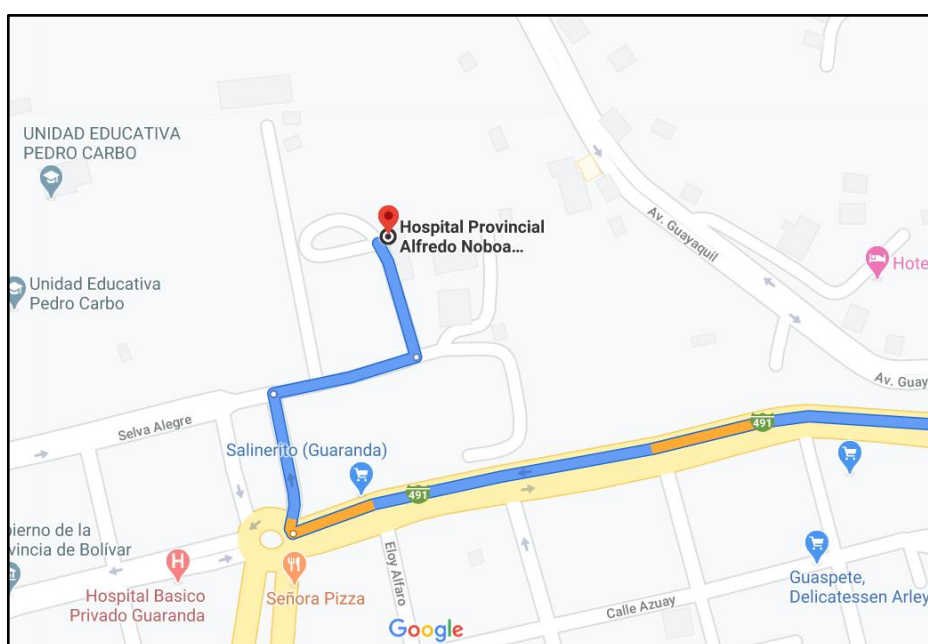 UNIDAD EDUCATIVA
PEDRO CARBO
Hospital Provincial
Alfredo Noboa...
Av. Guayaquil
Hote
Unidad Educativa
Pedro Carbo
Av. Guay
Selva Alegre
Salinerito (Guaranda)
491
491
bierno de la
vincia de Bolívar
Hospital Basico
Privado Guaranda
H
Señora Pizza
Eloy Alfaro
Calle Azuay
Guaspete,
Delicatessen Arley
Google